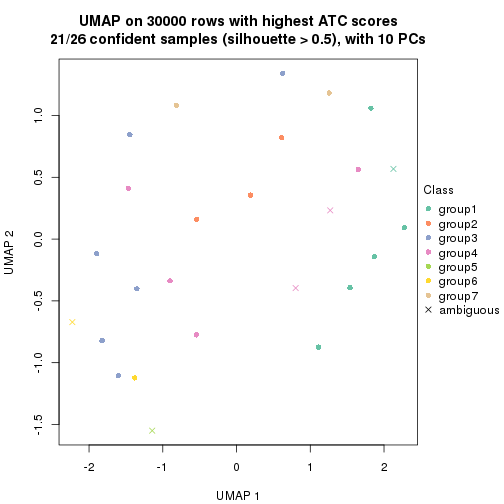 UMAP on 30000 rows with highest ATC scores
21/26 confident samples (silhouette > 0.5), with 10 PCs
1.0
0.5
0.0
-0.5
-1.0
-1.5
UMAP 2
-2
-1
0
1
2
UMAP 1
Class
group1
group2
group3
group4
group5
group6
group7
ambiguous